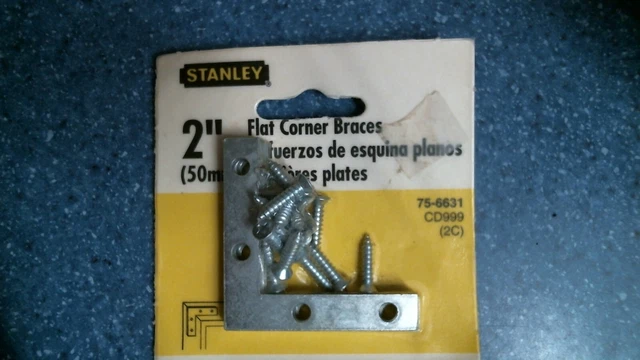 STANLEY
2" Flat Corner Braces
fuerzos de esquina planos
(50m ères plates
75-6631
CD999
(2C)